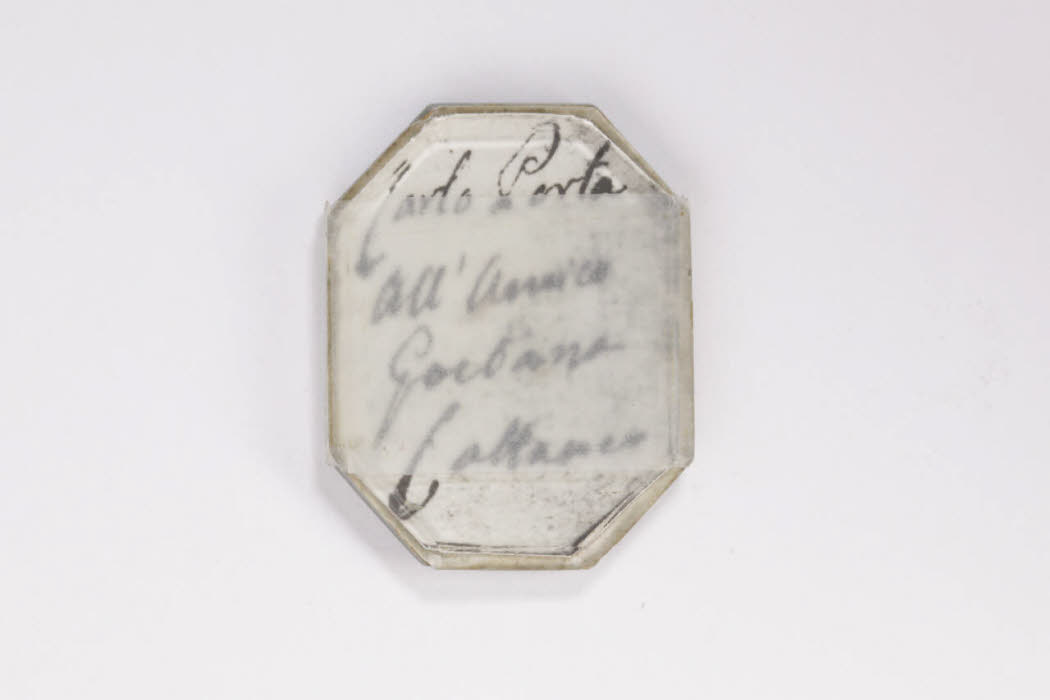 Carlo Porta
All' Amico
Gaetano
Cattaneo